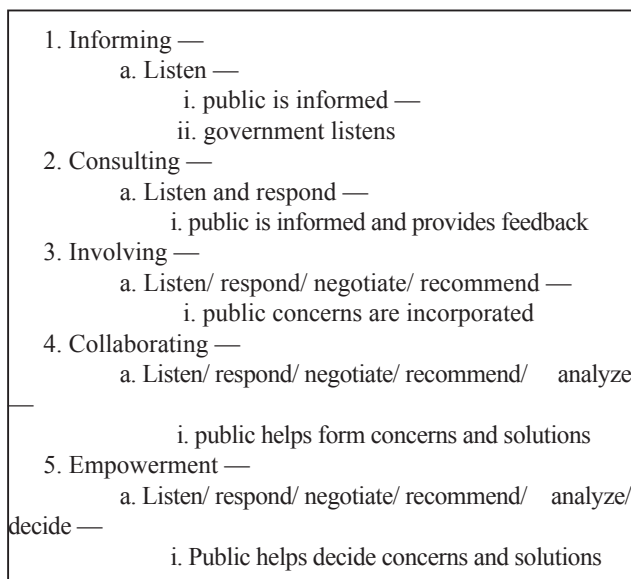 1. Informing —
a. Listen —
i. public is informed —
ii. government listens
2. Consulting —
a. Listen and respond —
i. public is informed and provides feedback
3. Involving —
a. Listen/ respond/ negotiate/ recommend —
i. public concerns are incorporated
4. Collaborating —
a. Listen/ respond/ negotiate/ recommend/ analyze
—
i. public helps form concerns and solutions
5. Empowerment —
a. Listen/ respond/ negotiate/ recommend/ analyze/
decide —
i. Public helps decide concerns and solutions